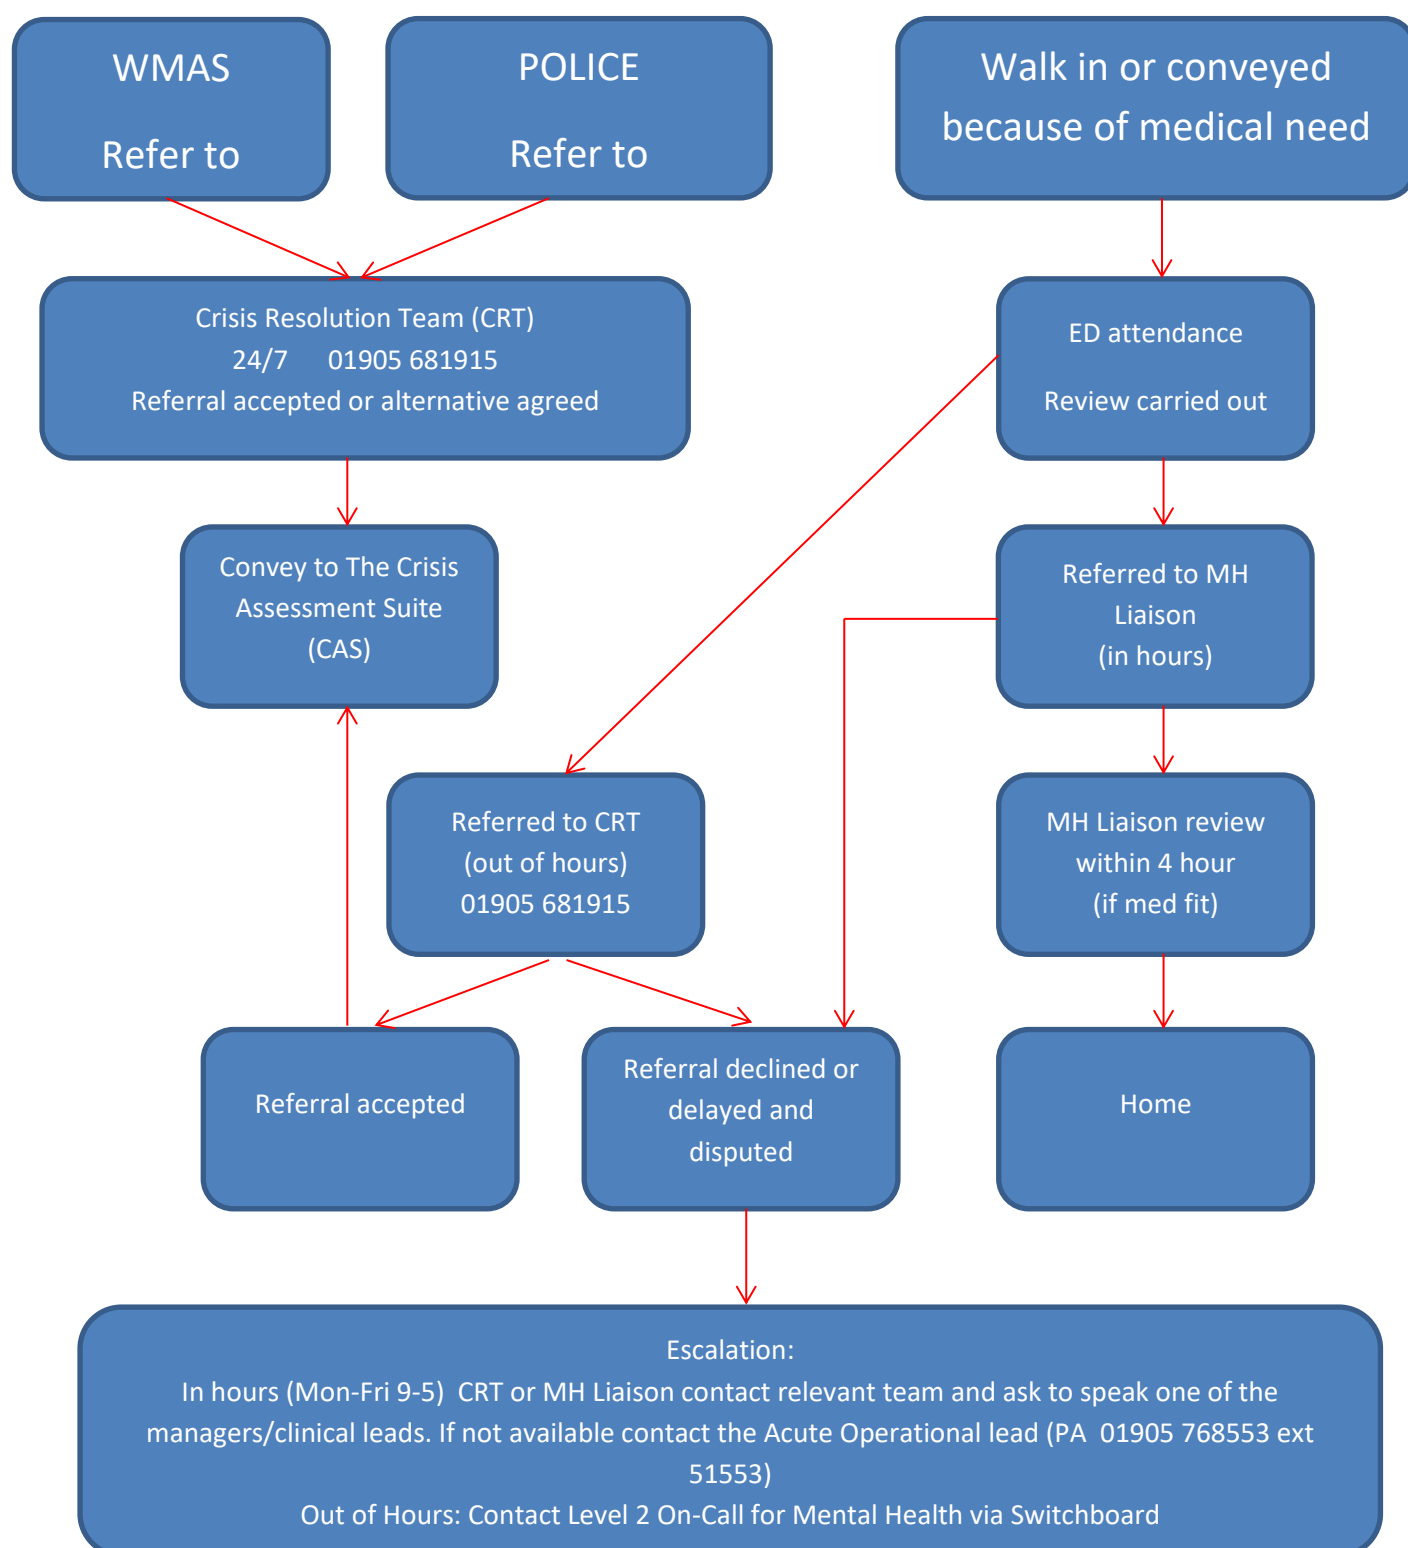 WMAS
Refer to
POLICE
Refer to
Walk in or conveyed
because of medical need
Crisis Resolution Team (CRT)
24/7 01905 681915
Referral accepted or alternative agreed
ED attendance
Review carried out
Convey to The Crisis
Assessment Suite
(CAS)
Referred to MH
Liaison
(in hours)
Referred to CRT
(out of hours)
01905 681915
MH Liaison review
within 4 hour
(if med fit)
Referral accepted
Referral declined or
delayed and
disputed
Home
Escalation:
In hours (Mon-Fri 9-5) CRT or MH Liaison contact relevant team and ask to speak one of the
managers/clinical leads. If not available contact the Acute Operational lead (PA 01905 768553 ext
51553)
Out of Hours: Contact Level 2 On-Call for Mental Health via Switchboard